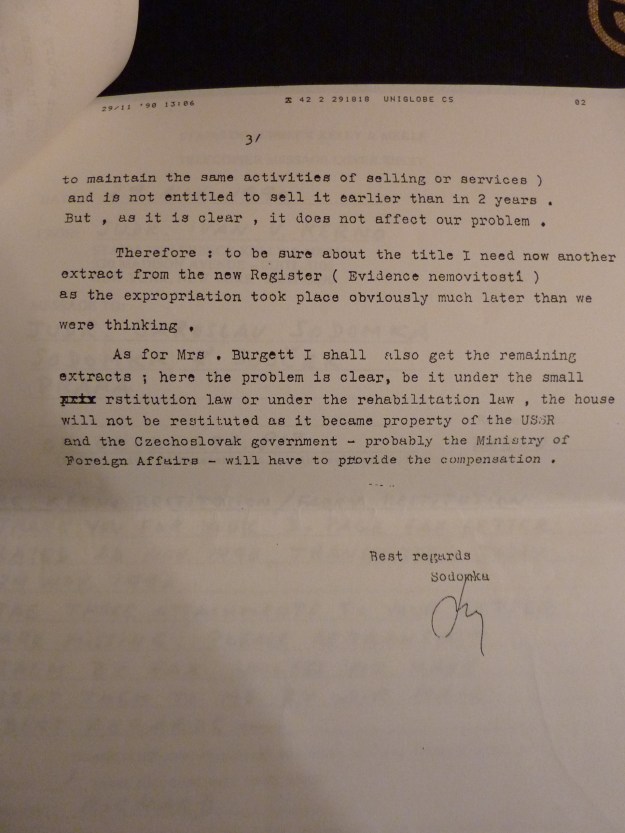 29/11 '90 13:06 42 2 291818 UNIGLOBE CS 02
3/
to maintain the same activities of selling or services )
and is not entitled to sell it earlier than in 2 years .
But , as it is clear , it does not affect our problem .
Therefore : to be sure about the title I need now another
extract from the new Register ( Evidence nemovitostí )
as the expropriation took place obviously much later than we
were thinking .
As for Mrs . Burgett I shall also get the remaining
extracts ; here the problem is clear, be it under the small
rstitution law or under the rehabilitation law , the house
will not be restituted as it became property of the USSR
and the Czechoslovak government - probably the Ministry of
Foreign Affairs - will have to provide the compensation .
Best regards
Sodomka